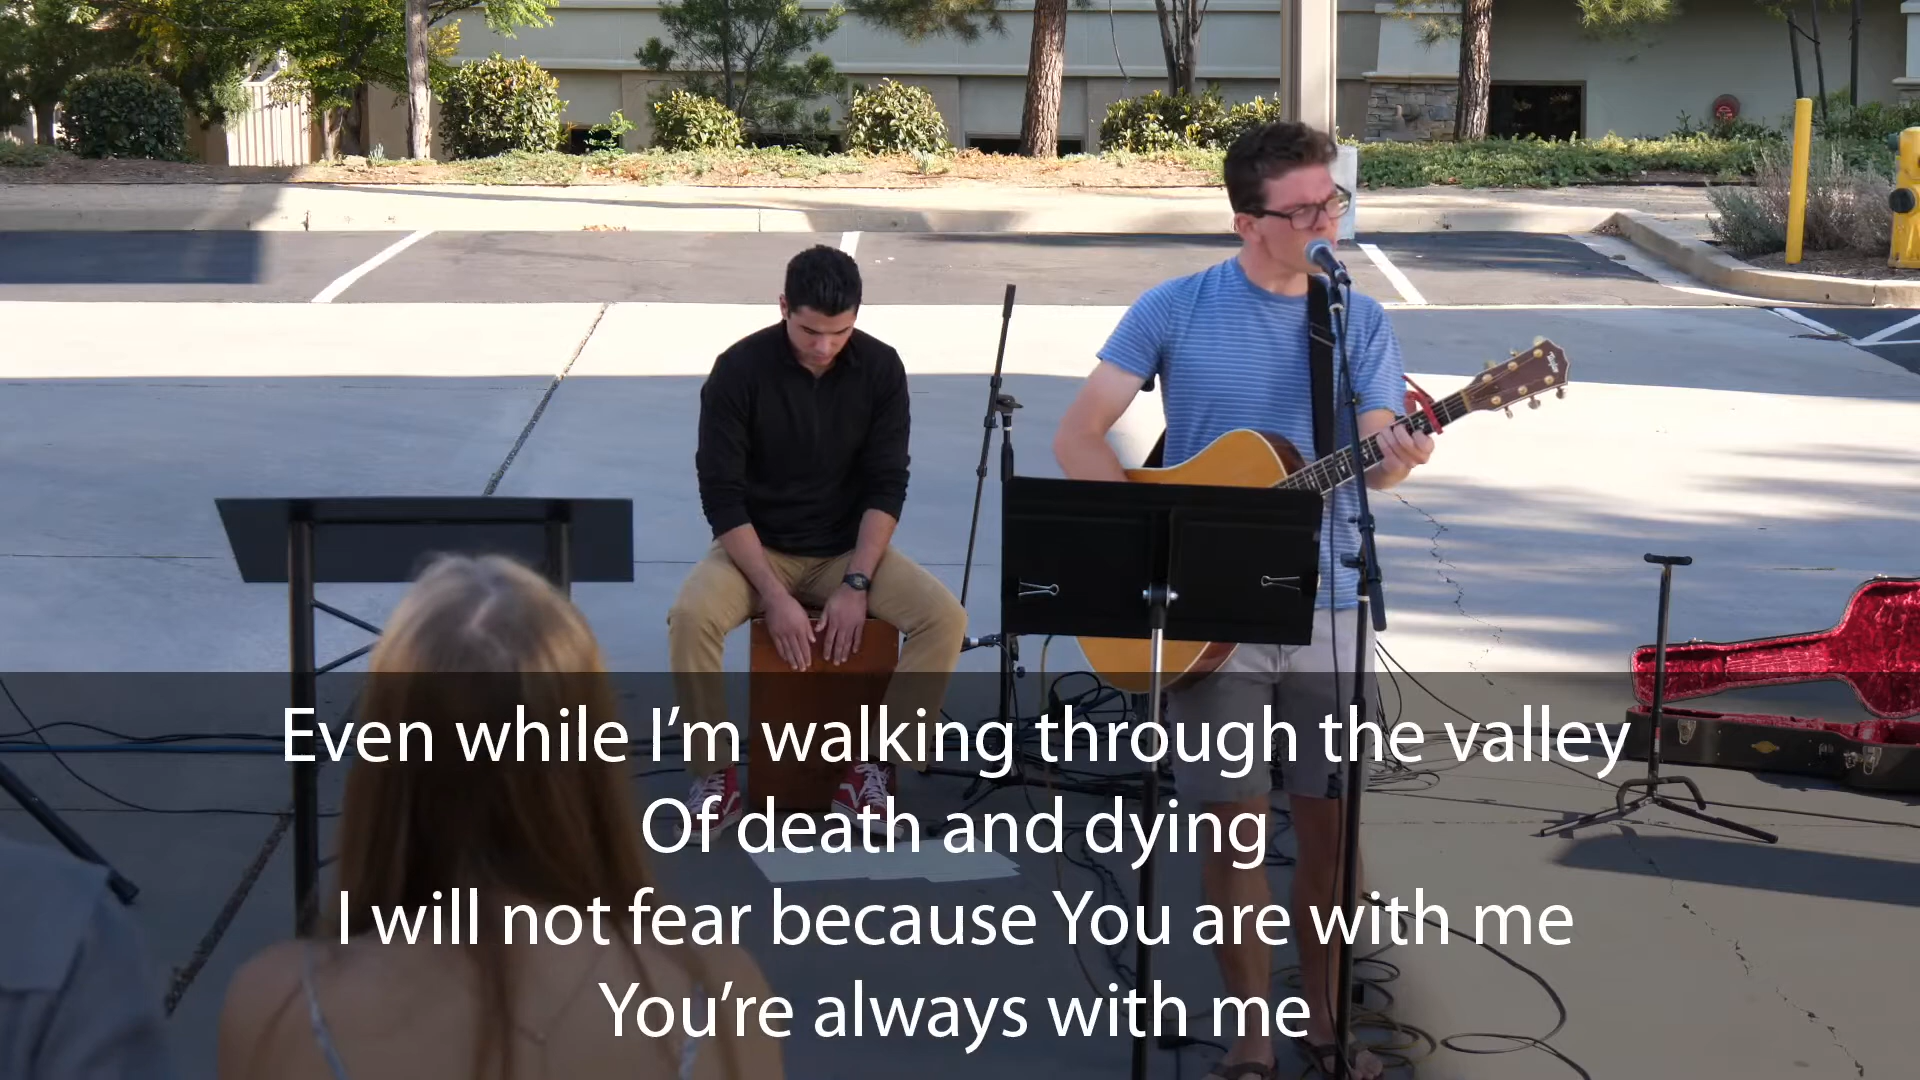 Taylor
Even while I’m walking through the valley
Of death and dying
I will not fear because You are with me
You’re always with me